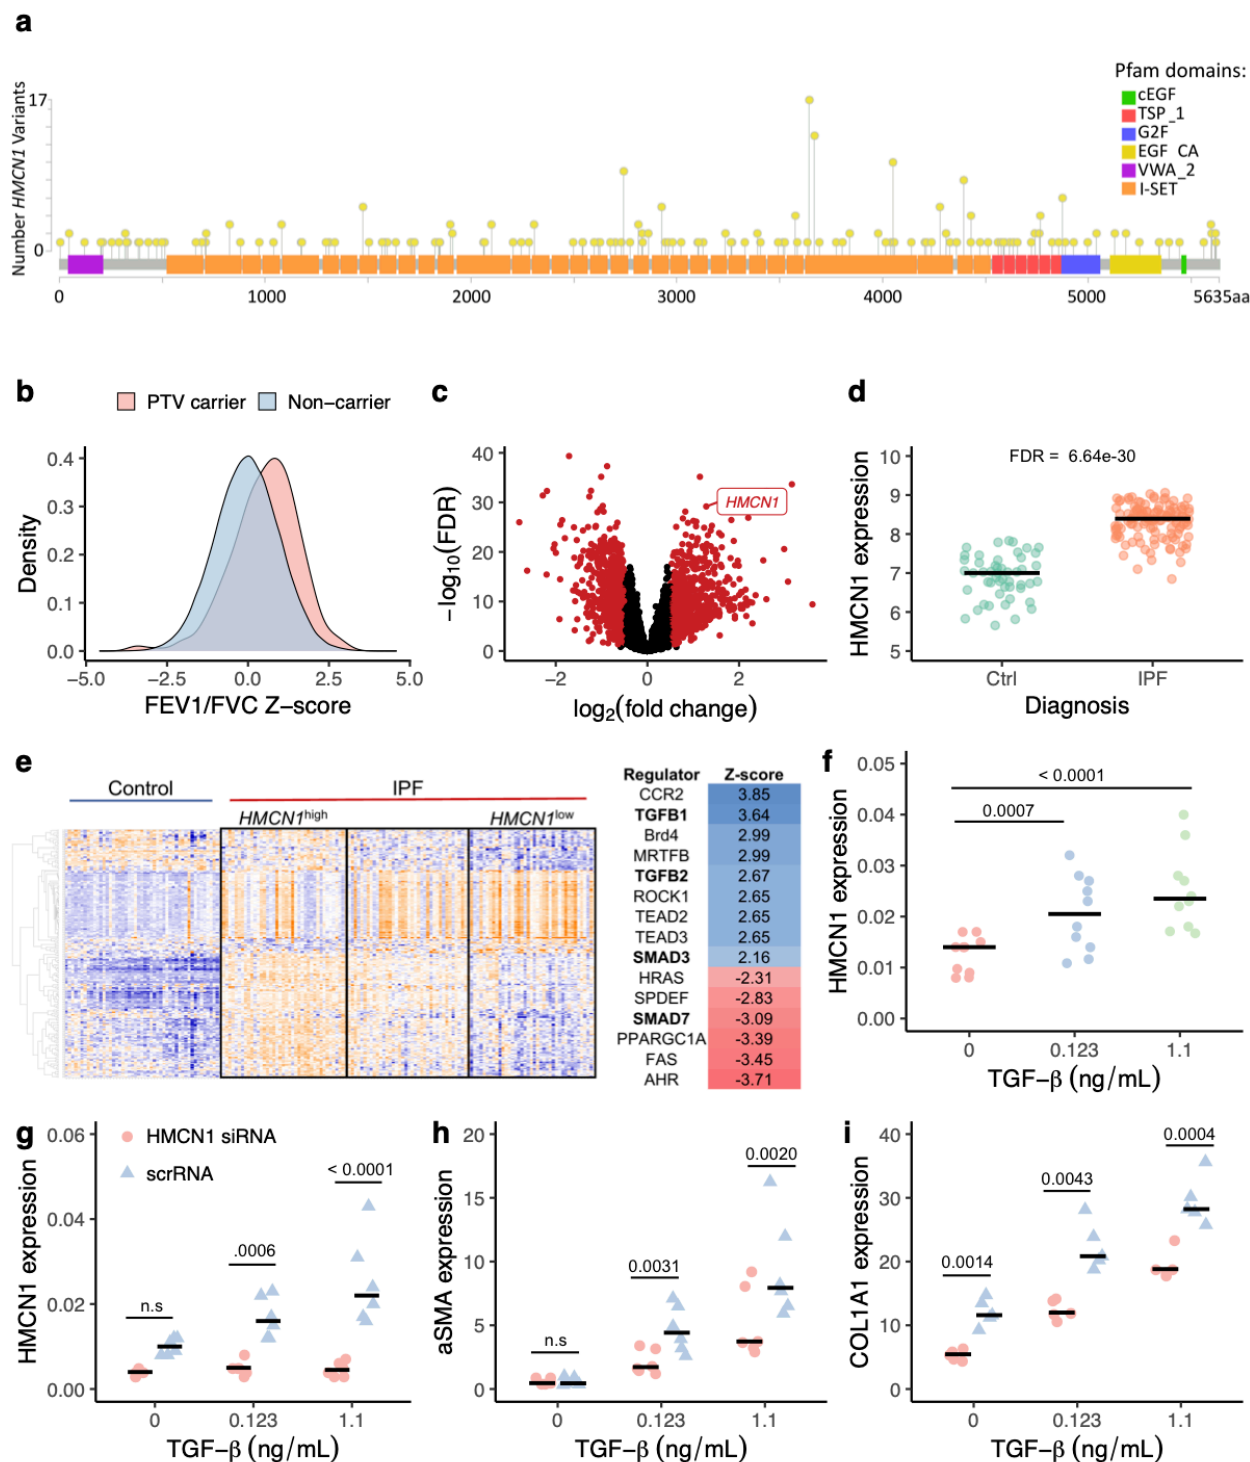 a
Number HMCN1 Variants
17
0
0
1000
2000
3000
4000
5000
5635aa
Pfam domains:
cEGF
TSP_1
G2F
EGF CA
VWA_2
I-SET
b
PTV carrier
Non−carrier
Density
0.4
0.3
0.2
0.1
0.0
−5.0
−2.5
0.0
2.5
5.0
FEV1/FVC Z−score
c
−log10(FDR)
40
30
20
10
0
HMCN1
−2
0
2
log2(fold change)
d
HMCN1 expression
10
9
8
7
6
5
FDR = 6.64e-30
Ctrl
IPF
Diagnosis
e
Control
IPF
HMCN1high
HMCN1low
Regulator Z-score
CCR2 3.85
TGFB1 3.64
Brd4 2.99
MRTFB 2.99
TGFB2 2.67
ROCK1 2.65
TEAD2 2.65
TEAD3 2.65
SMAD3 2.16
HRAS -2.31
SPDEF -2.83
SMAD7 -3.09
PPARGC1A -3.39
FAS -3.45
AHR -3.71
f
HMCN1 expression
0.05
0.04
0.03
0.02
0.01
0.00
< 0.0001
0.0007
0
0.123
1.1
TGF−β (ng/mL)
g
HMCN1 expression
0.06
0.04
0.02
0.00
HMCN1 siRNA
scrRNA
n.s
.0006
< 0.0001
0
0.123
1.1
TGF−β (ng/mL)
h
aSMA expression
20
15
10
5
0
n.s
0.0031
0.0020
0
0.123
1.1
TGF−β (ng/mL)
i
COL1A1 expression
40
30
20
10
0
0.0014
0.0043
0.0004
0
0.123
1.1
TGF−β (ng/mL)